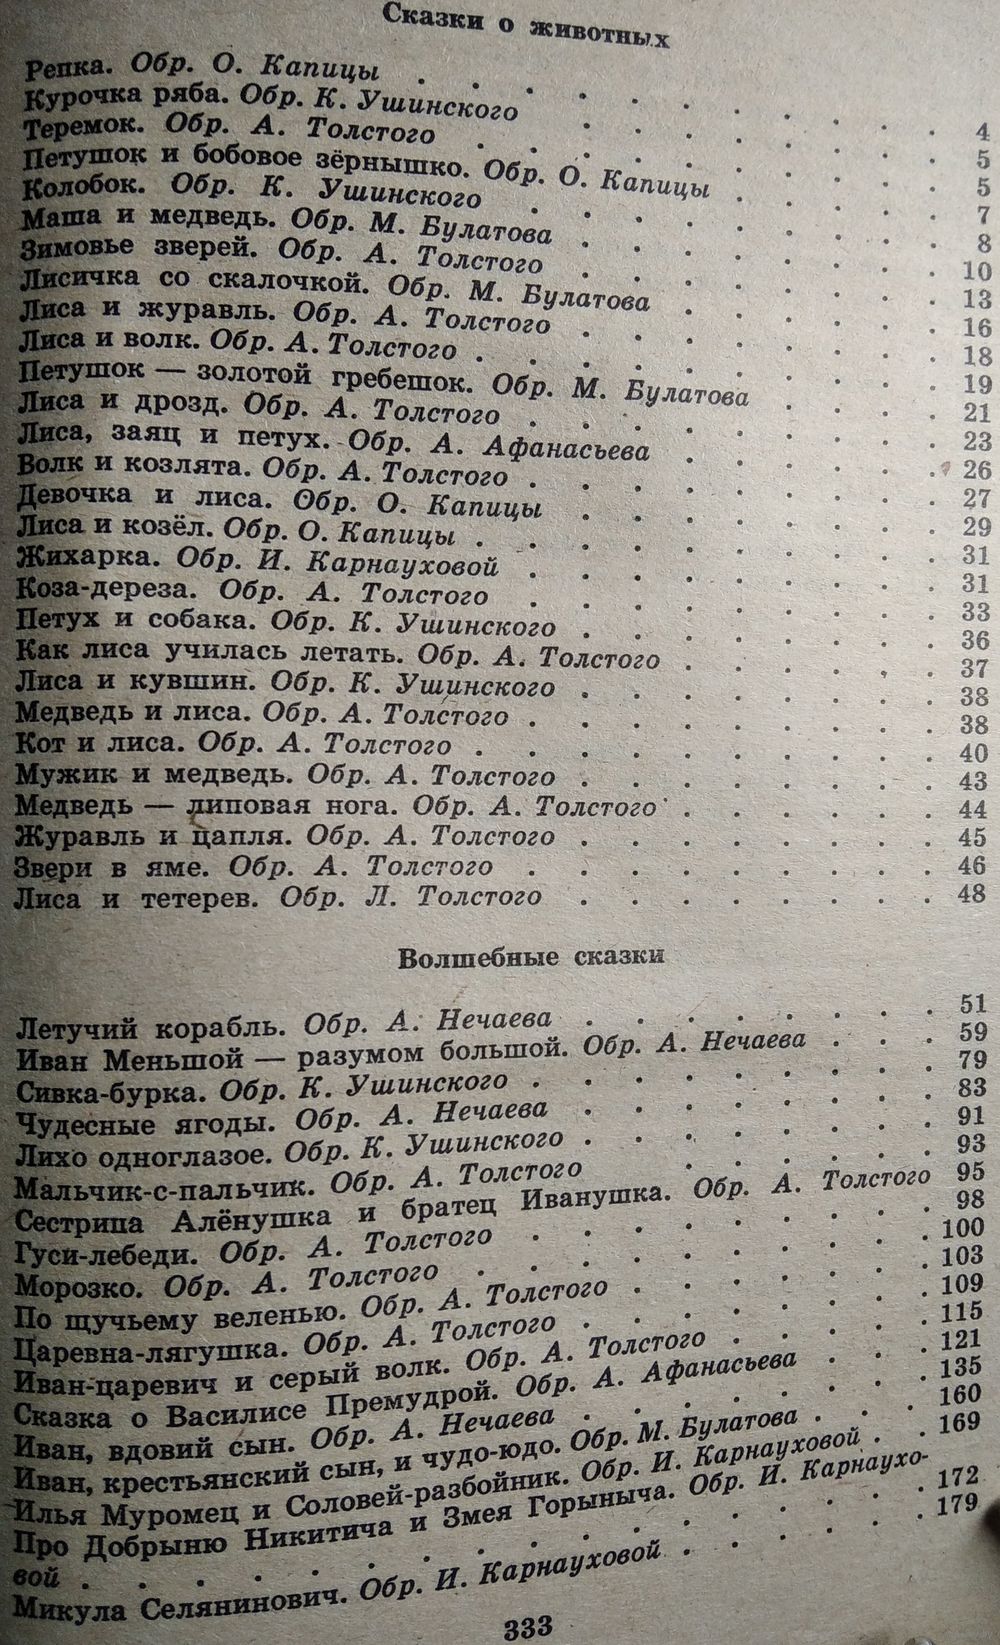 Сказки о животных
Репка. Обр. О. Капицы . . . . . . . . . . 4
Курочка ряба. Обр. К. Ушинского . . . . . . . . 5
Теремок. Обр. А. Толстого . . . . . . . . . 5
Петушок и бобовое зёрнышко. Обр. О. Капицы . . . . 7
Колобок. Обр. К. Ушинского . . . . . . . . 8
Маша и медведь. Обр. М. Булатова . . . . . . . 10
Зимовье зверей. Обр. А. Толстого . . . . . . . 13
Лисичка со скалочкой. Обр. М. Булатова . . . . . 16
Лиса и журавль. Обр. А. Толстого . . . . . . . 18
Лиса и волк. Обр. А. Толстого . . . . . . . . 19
Петушок — золотой гребешок. Обр. М. Булатова . . . 21
Лиса и дрозд. Обр. А. Толстого . . . . . . . . 23
Лиса, заяц и петух. Обр. А. Афанасьева . . . . . 26
Волк и козлята. Обр. А. Толстого . . . . . . . 27
Девочка и лиса. Обр. О. Капицы . . . . . . . 29
Лиса и козёл. Обр. О. Капицы . . . . . . . . 31
Жихарка. Обр. И. Карнауховой . . . . . . . . 31
Коза-дереза. Обр. А. Толстого . . . . . . . . 33
Петух и собака. Обр. К. Ушинского . . . . . . . 36
Как лиса училась летать. Обр. А. Толстого . . . . . 37
Лиса и кувшин. Обр. К. Ушинского . . . . . . . 38
Медведь и лиса. Обр. А. Толстого . . . . . . . . 38
Кот и лиса. Обр. А. Толстого . . . . . . . . . 40
Мужик и медведь. Обр. А. Толстого . . . . . . . 43
Медведь — липовая нога. Обр. А. Толстого . . . . . 44
Журавль и цапля. Обр. А. Толстого . . . . . . . 45
Звери в яме. Обр. А. Толстого . . . . . . . . 46
Лиса и тетерев. Обр. Л. Толстого . . . . . . . 48
Волшебные сказки
Летучий корабль. Обр. А. Нечаева . . . . . . . 51
Иван Меньшой — разумом большой. Обр. А. Нечаева . . . 59
Сивка-бурка. Обр. К. Ушинского . . . . . . . . 79
Чудесные ягоды. Обр. А. Нечаева . . . . . . . 83
Лихо одноглазое. Обр. К. Ушинского . . . . . . . 91
Мальчик-с-пальчик. Обр. А. Толстого . . . . . 93
Сестрица Алёнушка и братец Иванушка. Обр. А. Толстого 95
Гуси-лебеди. Обр. А. Толстого . . . . . . . . 98
Морозко. Обр. А. Толстого . . . . . . . . . 100
По щучьему веленью. Обр. А. Толстого . . . . . . 103
Царевна-лягушка. Обр. А. Толстого . . . . . . . 109
Иван-царевич и серый волк. Обр. А. Толстого . . . . 115
Сказка о Василисе Премудрой. Обр. А. Афанасьева . . . 121
Иван, вдовий сын. Обр. А. Нечаева . . . . . . . 135
Иван, крестьянский сын, и чудо-юдо. Обр. М. Булатова . . . 160
Илья Муромец и Соловей-разбойник. Обр. И. Карнауховой . . 169
Про Добрыню Никитича и Змея Горыныча. Обр. И. Карнаухо-
вой . . . . . . . . . . . . . . . . 172
Микула Селянинович. Обр. И. Карнауховой . . . . . 179
333